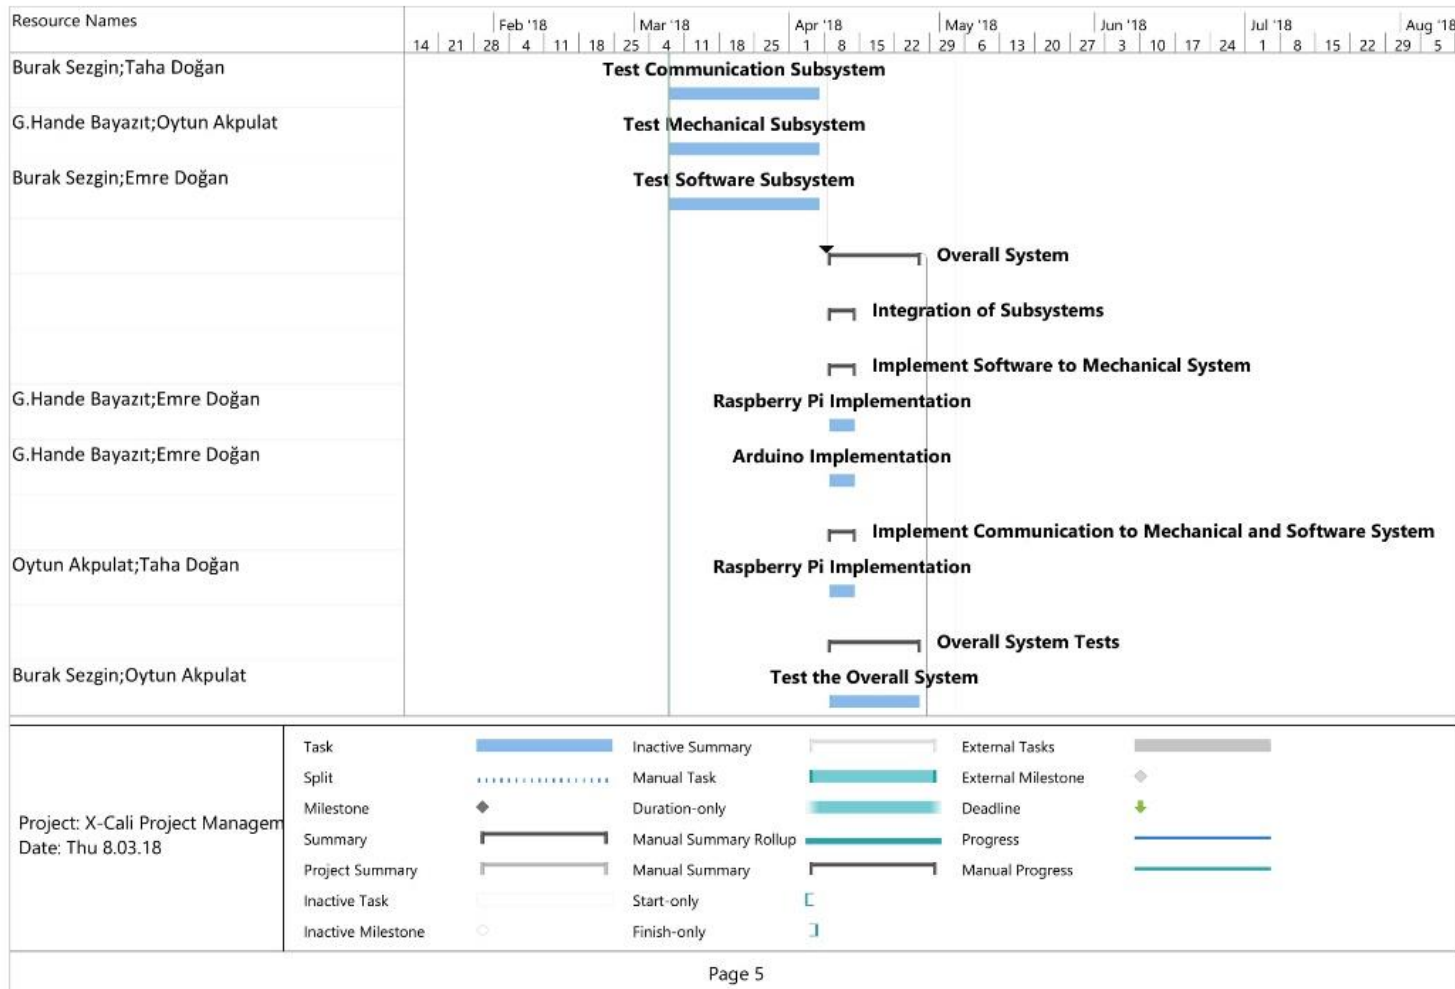 Resource Names
Feb '18 Mar '18 Apr '18 May '18 Jun '18 Jul '18 Aug '18
14 21 28 4 11 18 25 4 11 18 25 1 8 15 22 29 6 13 20 27 3 10 17 24 1 8 15 22 29 5
Burak Sezgin;Taha Doğan Test Communication Subsystem
G.Hande Bayazıt;Oytun Akpulat Test Mechanical Subsystem
Burak Sezgin;Emre Doğan Test Software Subsystem
Overall System
Integration of Subsystems
Implement Software to Mechanical System
G.Hande Bayazıt;Emre Doğan Raspberry Pi Implementation
G.Hande Bayazıt;Emre Doğan Arduino Implementation
Implement Communication to Mechanical and Software System
Oytun Akpulat;Taha Doğan Raspberry Pi Implementation
Overall System Tests
Burak Sezgin;Oytun Akpulat Test the Overall System
Project: X-Cali Project Managem
Date: Thu 8.03.18
Task Inactive Summary External Tasks
Split Manual Task External Milestone
Milestone Duration-only Deadline
Summary Manual Summary Rollup Progress
Project Summary Manual Summary Manual Progress
Inactive Task Start-only
Inactive Milestone Finish-only
Page 5